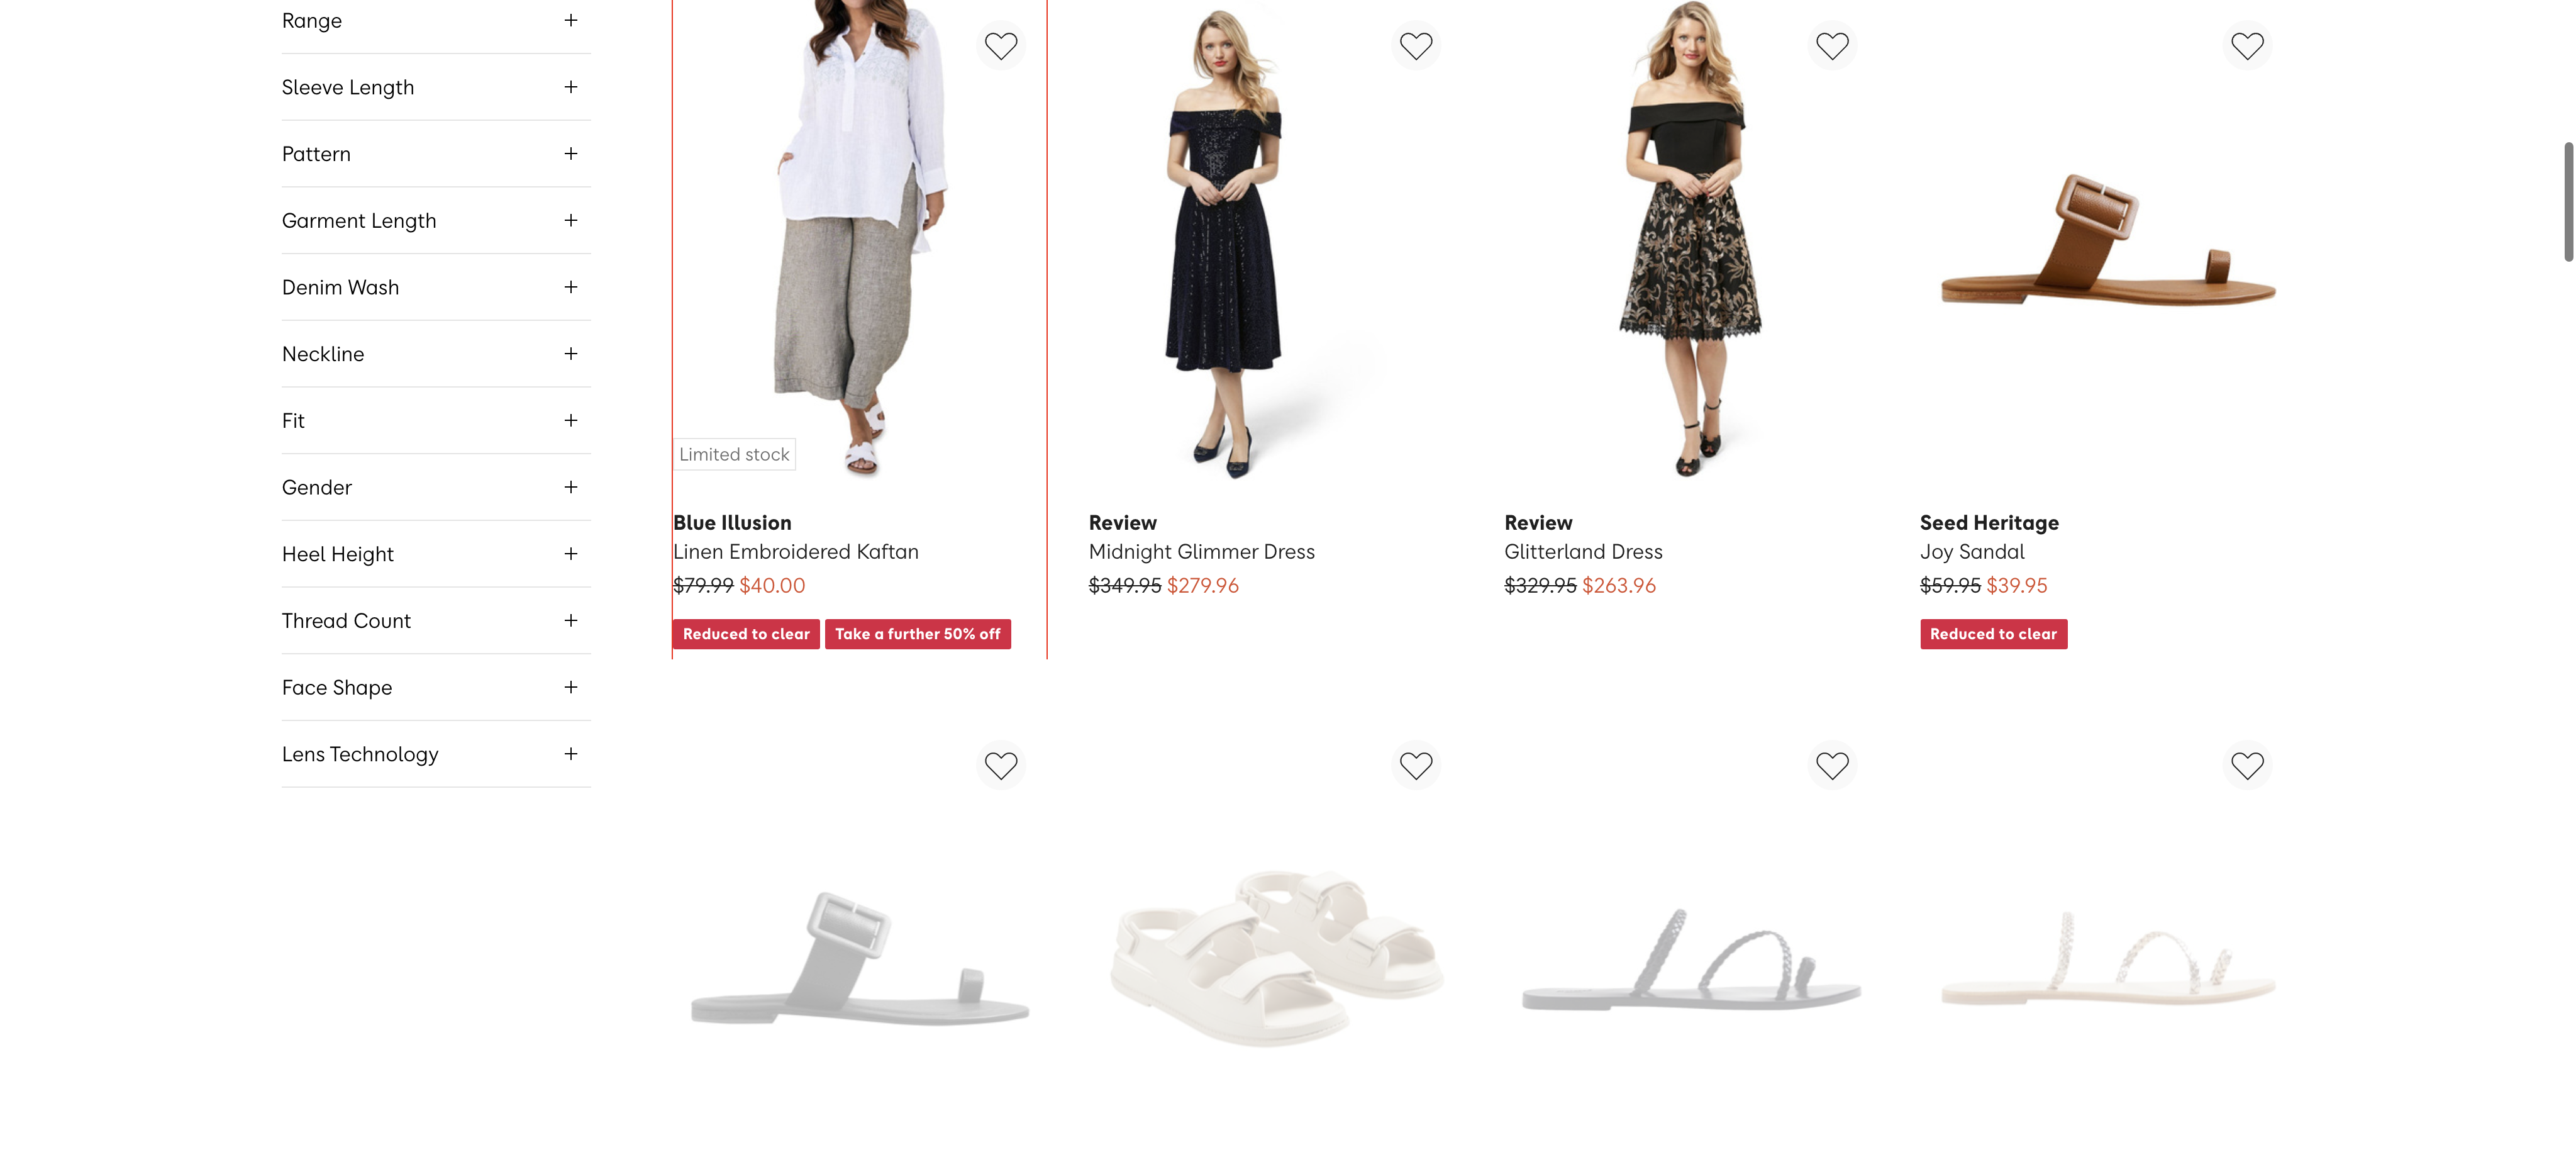 Range
Sleeve Length
Pattern
Garment Length
Denim Wash
Neckline
Fit
Gender
Heel Height
Thread Count
Face Shape
Lens Technology
Limited stock
Blue Illusion
Linen Embroidered Kaftan
$79.99 $40.00
Reduced to clear Take a further 50% off
Review
Midnight Glimmer Dress
$349.95 $279.96
Review
Glitterland Dress
$329.95 $263.96
Seed Heritage
Joy Sandal
$59.95 $39.95
Reduced to clear